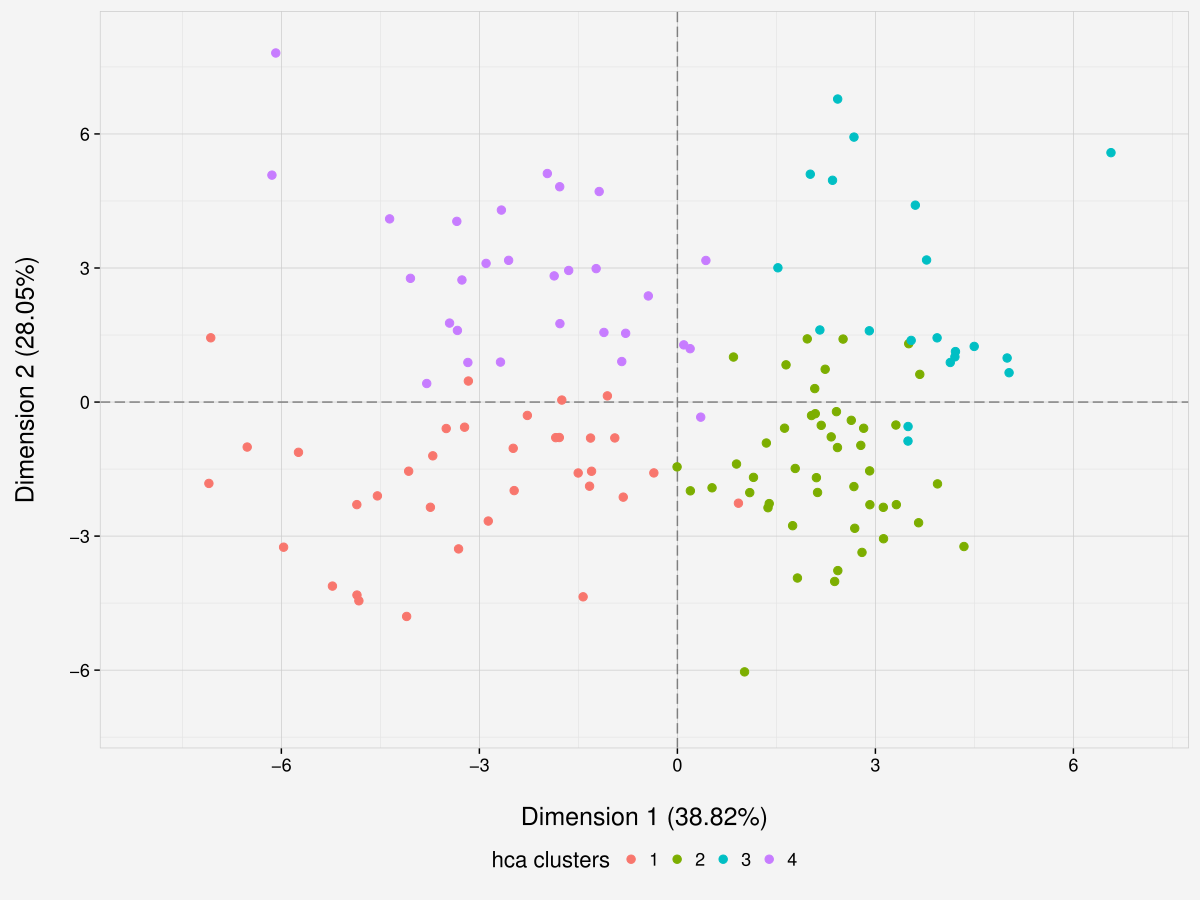 6
3
0
−3
−6
Dimension 2 (28.05%)
−6 −3 0 3 6
Dimension 1 (38.82%)
hca clusters 1 2 3 4